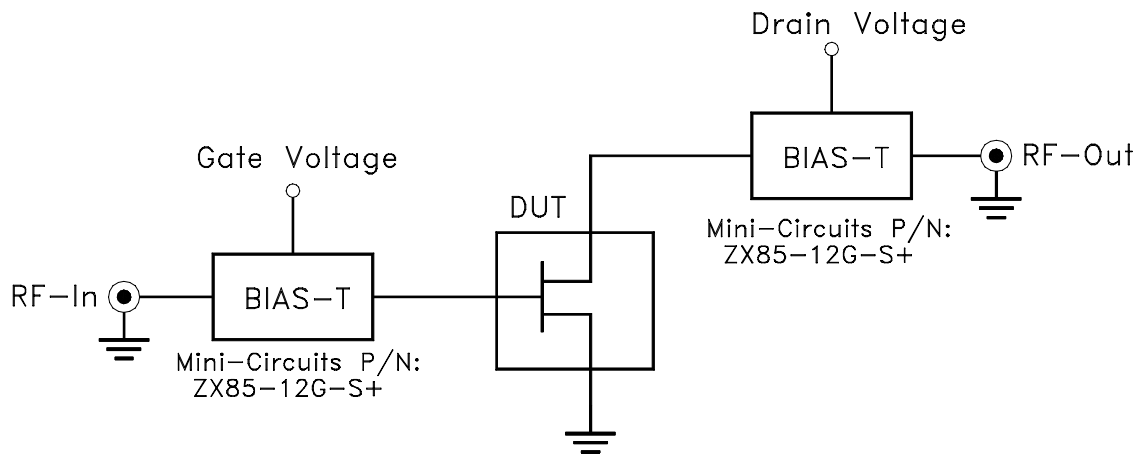 Drain Voltage
BIAS-T
RF-Out
Mini-Circuits P/N:
ZX85-12G-S+
Gate Voltage
DUT
RF-In
BIAS-T
Mini-Circuits P/N:
ZX85-12G-S+